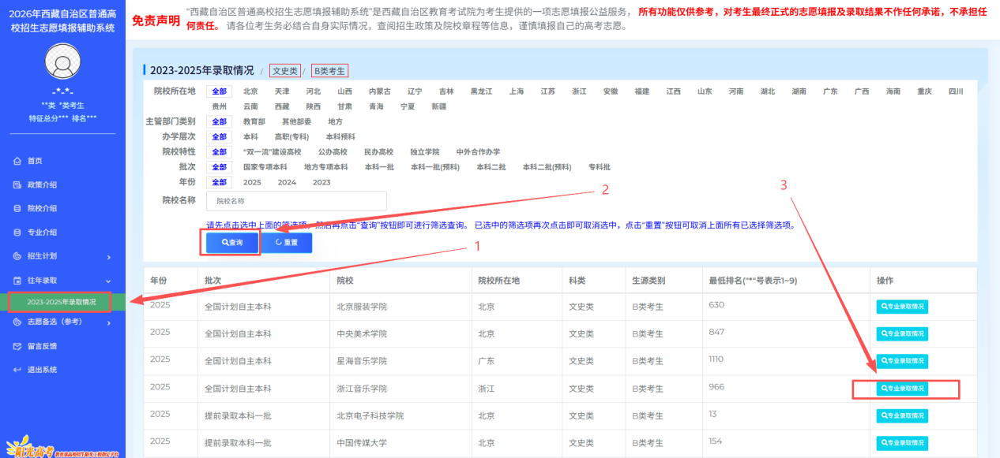 2026年西藏自治区普通高
校招生志愿填报辅助系统
-*-*-
**类 *类考生
特征总分*** 排名***
首页
政策介绍
院校介绍
专业介绍
招生计划
往年录取
2023-2025年录取情况
志愿备选（参考）
留言反馈
退出系统
阳光高考
免责声明
“西藏自治区普通高校招生志愿填报辅助系统”是西藏自治区教育考试院为考生提供的一项志愿填报公益服务， 所有功能仅供参考，对考生最终正式的志愿填报及录取结果不作任何承诺，不承担任
何责任。 请各位考生务必结合自身实际情况，查阅招生政策及院校章程等信息，谨慎填报自己的高考志愿。
2023-2025年录取情况 / 文史类 / B类考生
院校所在地 全部 北京 天津 河北 山西 内蒙古 辽宁 吉林 黑龙江 上海 江苏 浙江 安徽 福建 江西 山东 河南 湖北 湖南 广东 广西 海南 重庆 四川
贵州 云南 西藏 陕西 甘肃 青海 宁夏 新疆
主管部门类别 全部 教育部 其他部委 地方
办学层次 全部 本科 高职(专科) 本科预科
院校特性 全部 “双一流”建设高校 公办高校 民办高校 独立学院 中外合作办学
批次 全部 国家专项本科 地方专项本科 本科一批 本科一批(预科) 本科二批 本科二批(预科) 专科批
年份 全部 2025 2024 2023
院校名称 院校名称
请先点击选中上面的筛选项，然后再点击“查询”按钮即可进行筛选查询。 已选中的筛选项再次点击即可取消选中，点击“重置”按钮可取消上面所有已选择筛选项。
查询 重置
1
2
3
年份 批次 院校 院校所在地 科类 生源类别 最低排名("*"号表示1~9) 操作
2025 全国计划自主本科 北京服装学院 北京 文史类 B类考生 630 专业录取情况
2025 全国计划自主本科 中央美术学院 北京 文史类 B类考生 847 专业录取情况
2025 全国计划自主本科 星海音乐学院 广东 文史类 B类考生 1110 专业录取情况
2025 全国计划自主本科 浙江音乐学院 浙江 文史类 B类考生 966 专业录取情况
2025 提前录取本科一批 北京电子科技学院 北京 文史类 B类考生 13 专业录取情况
2025 提前录取本科一批 中国传媒大学 北京 文史类 B类考生 154 专业录取情况